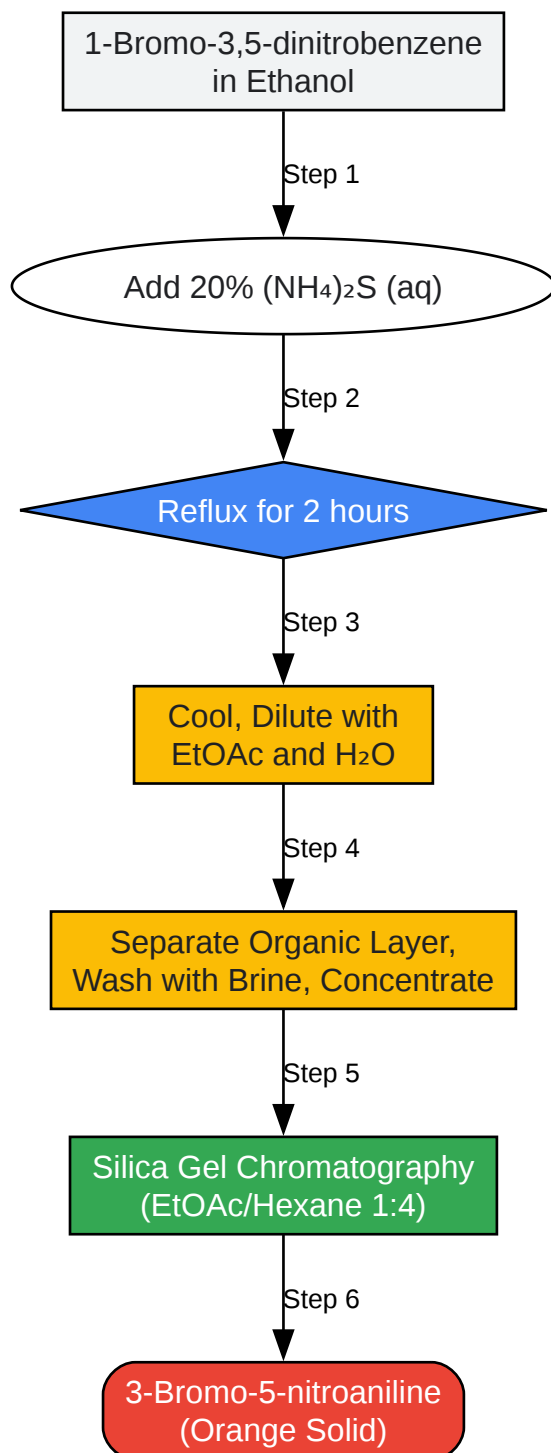 1-Bromo-3,5-dinitrobenzene
in Ethanol
Step 1
Add 20% (NH₄)₂S (aq)
Step 2
Reflux for 2 hours
Step 3
Cool, Dilute with
EtOAc and H₂O
Step 4
Separate Organic Layer,
Wash with Brine, Concentrate
Step 5
Silica Gel Chromatography
(EtOAc/Hexane 1:4)
Step 6
3-Bromo-5-nitroaniline
(Orange Solid)